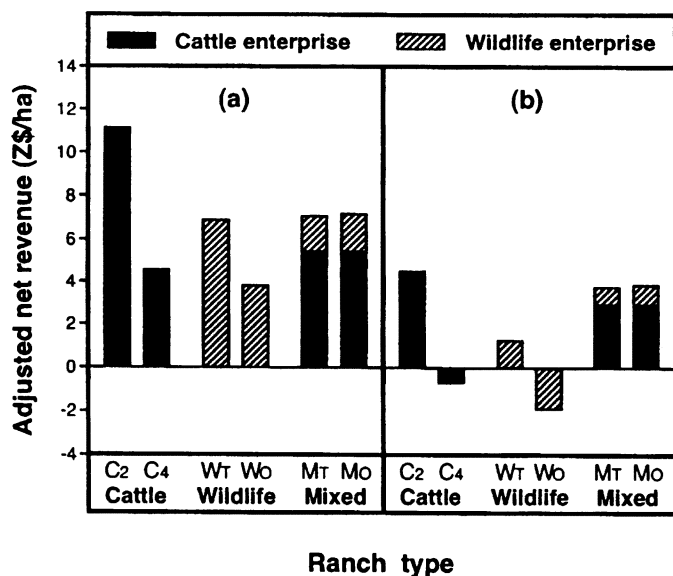 Cattle enterprise Wildlife enterprise
Adjusted net revenue (Z$/ha)
14
12
10
8
6
4
2
0
-2
-4
(a) (b)
C2 C4 WT WO MT MO C2 C4 WT WO MT MO
Cattle Wildlife Mixed Cattle Wildlife Mixed
Ranch type